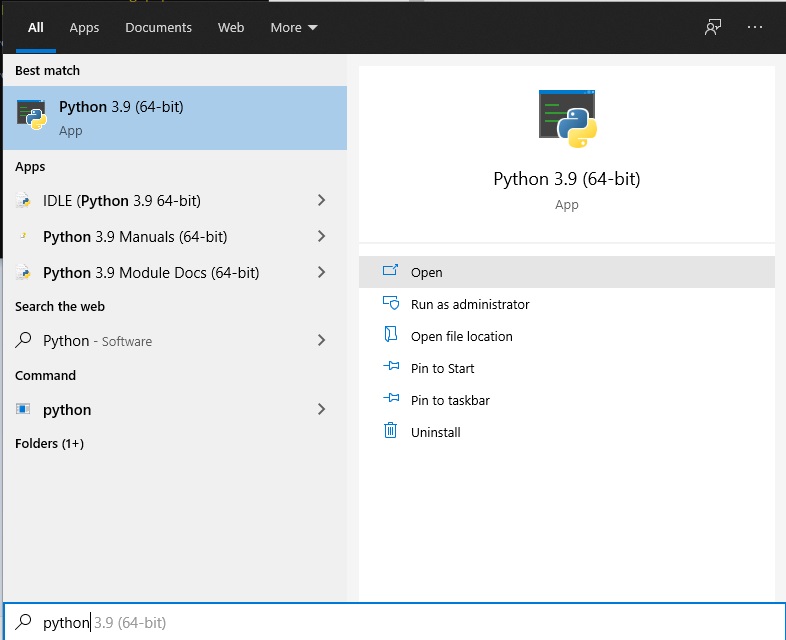 All Apps Documents Web More
Best match
Python 3.9 (64-bit)
App
Apps
IDLE (Python 3.9 64-bit)
Python 3.9 Manuals (64-bit)
Python 3.9 Module Docs (64-bit)
Search the web
Python - Software
Command
python
Folders (1+)
Python 3.9 (64-bit)
App
Open
Run as administrator
Open file location
Pin to Start
Pin to taskbar
Uninstall
python 3.9 (64-bit)